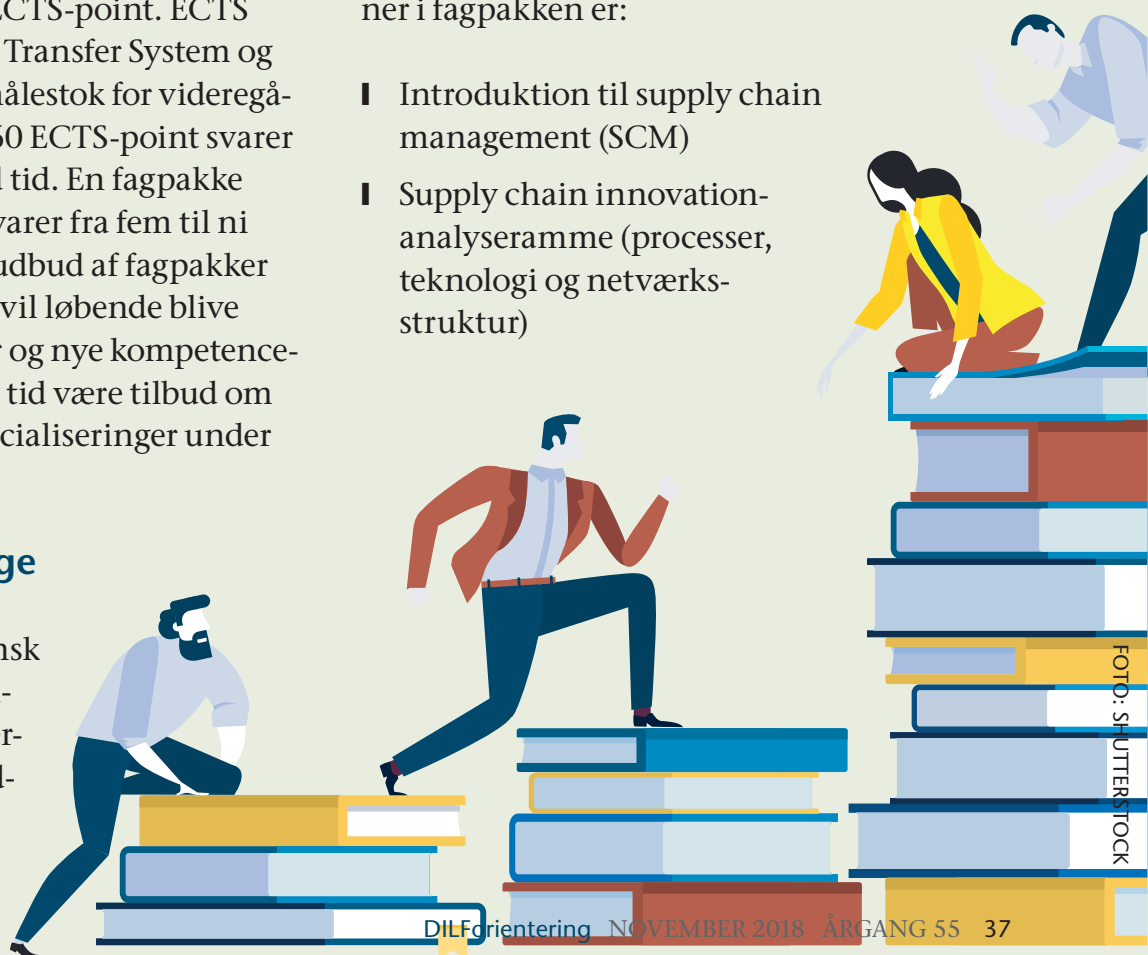 ECTS-point. ECTS
Transfer System og
målestok for videregå-
60 ECTS-point svarer
tid. En fagpakke
varer fra fem til ni
udbud af fagpakker
vil løbende blive
og nye kompetence-
tid være tilbud om
cialiseringer under
ge
nsk
r-
ner i fagpakken er:
Introduktion til supply chain
management (SCM)
Supply chain innovation-
analyseramme (processer,
teknologi og netværks-
struktur)
FOTO: SHUTTERSTOCK
DILForientering NOVEMBER 2018 ÅRGANG 55 37